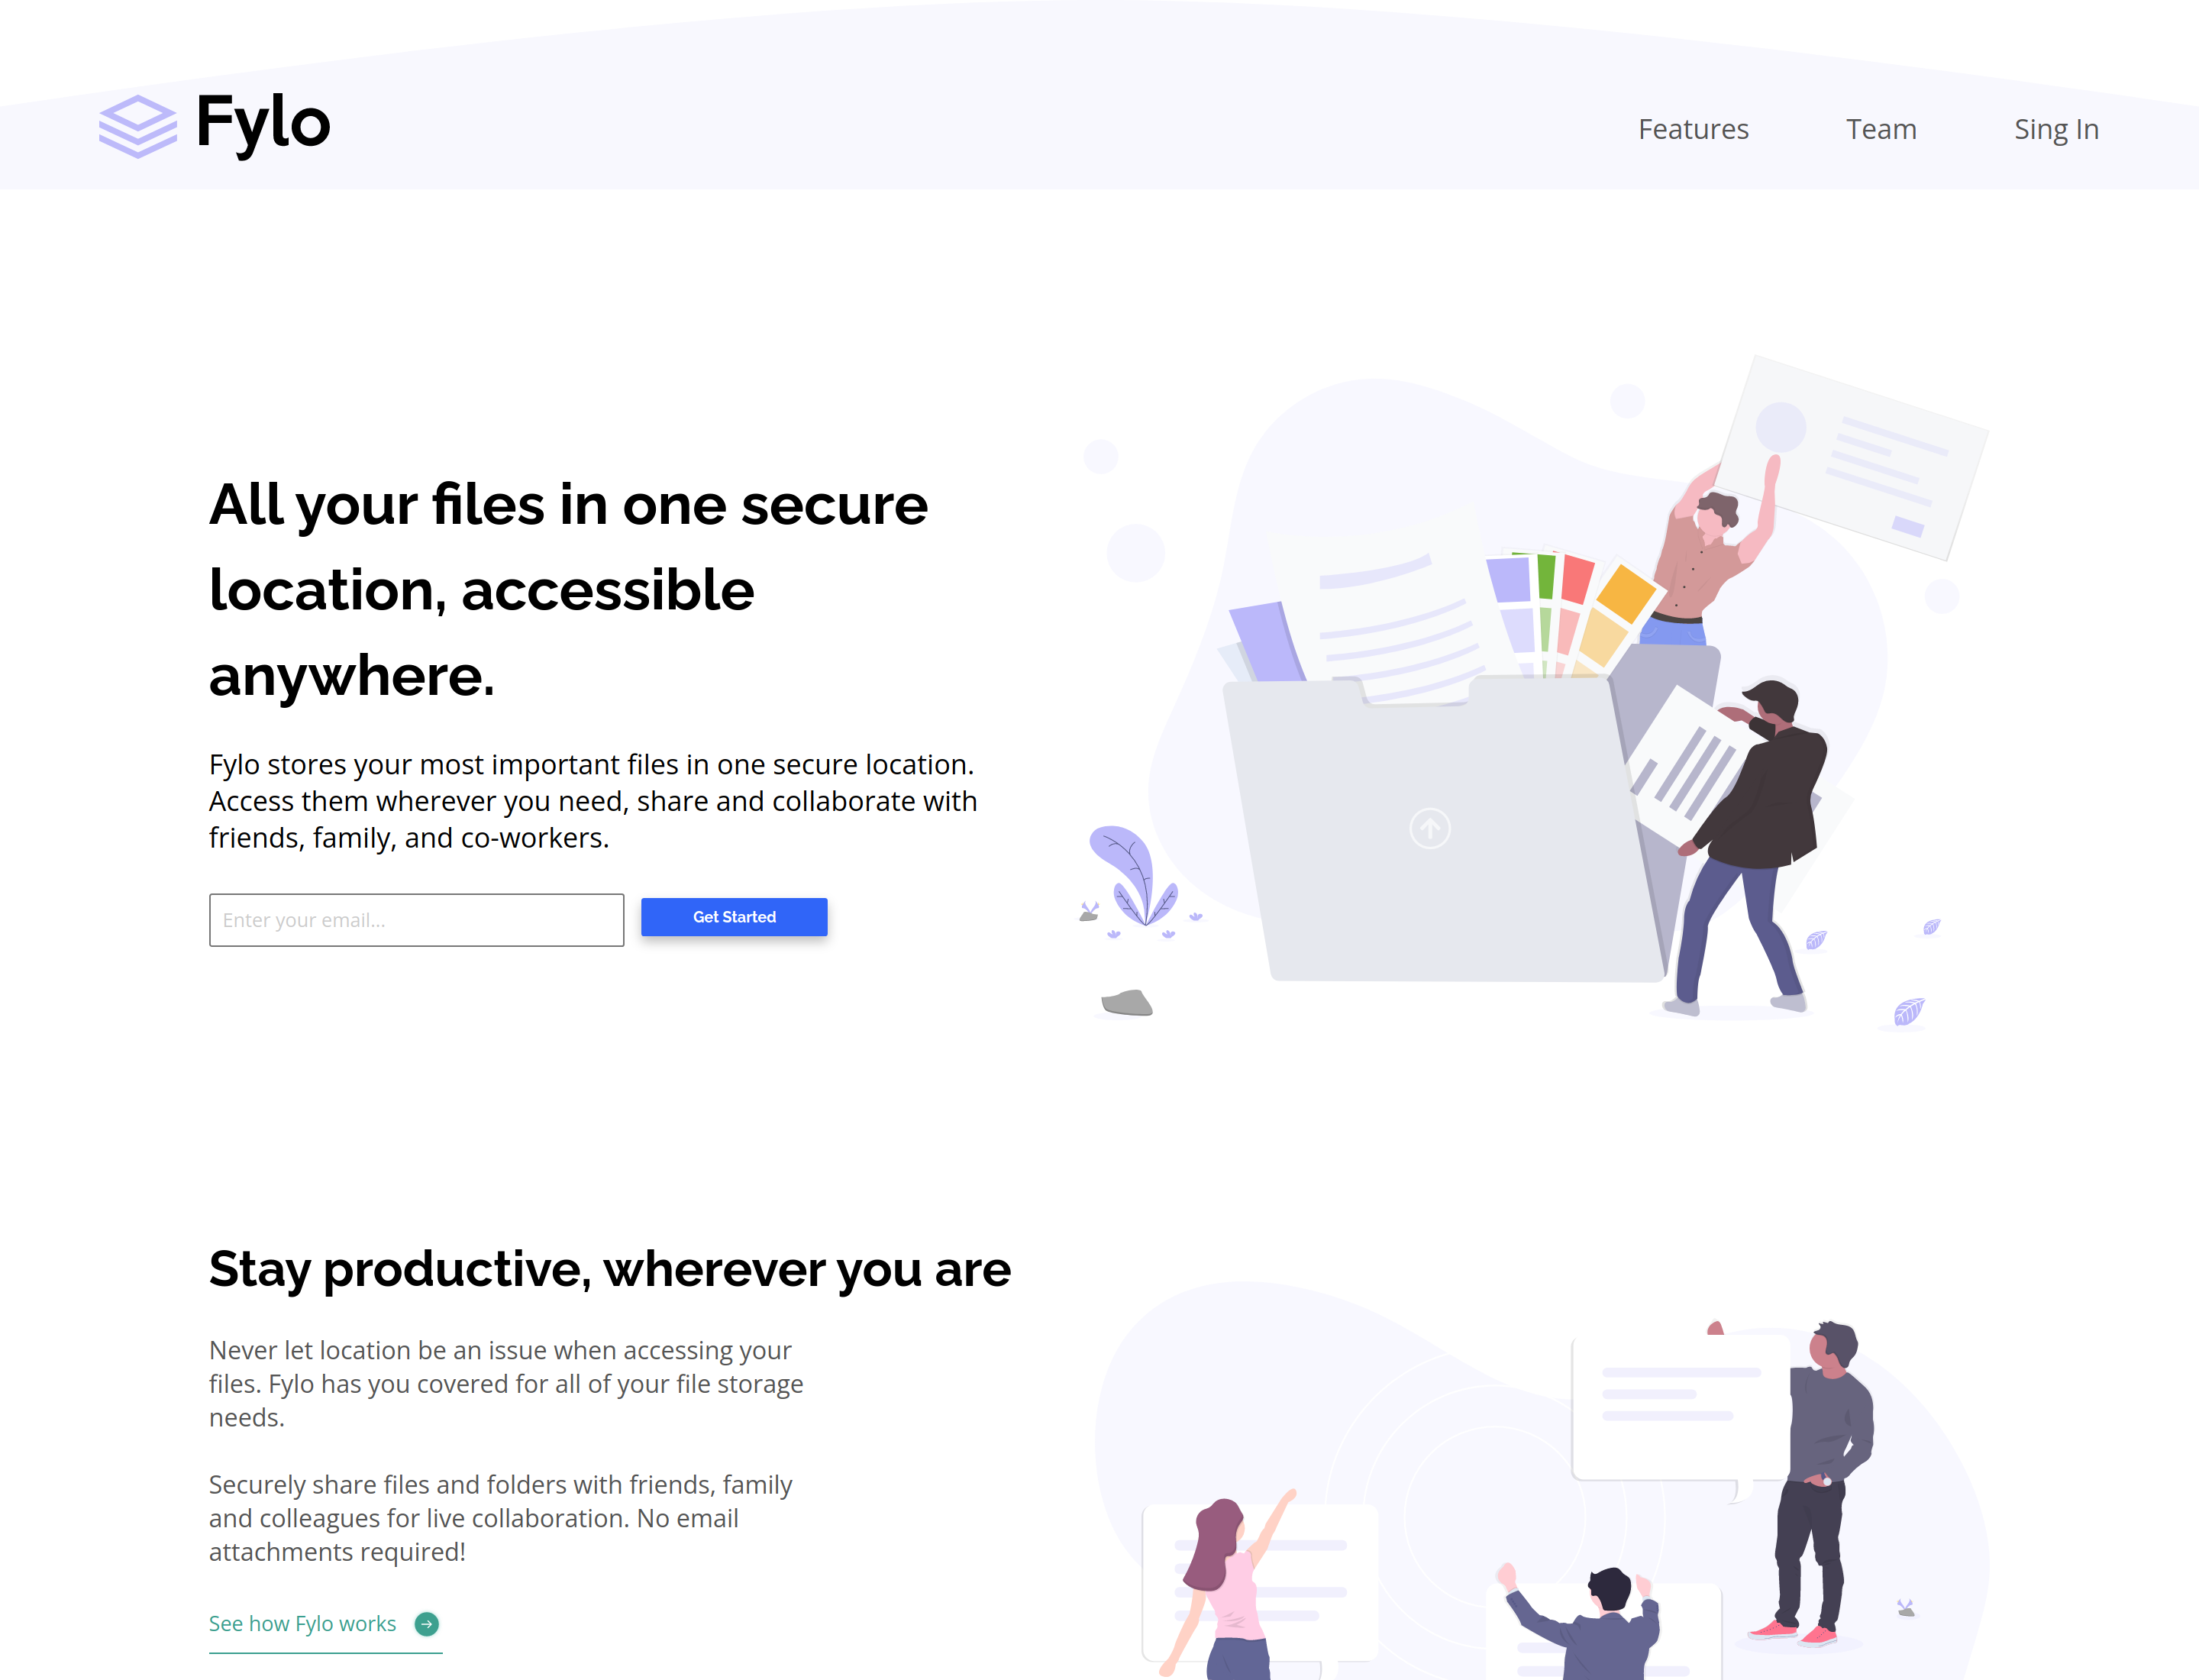 Fylo
Features
Team
Sing In
All your files in one secure
location, accessible
anywhere.
Fylo stores your most important files in one secure location.
Access them wherever you need, share and collaborate with
friends, family, and co-workers.
Enter your email...
Get Started
Stay productive, wherever you are
Never let location be an issue when accessing your
files. Fylo has you covered for all of your file storage
needs.
Securely share files and folders with friends, family
and colleagues for live collaboration. No email
attachments required!
See how Fylo works